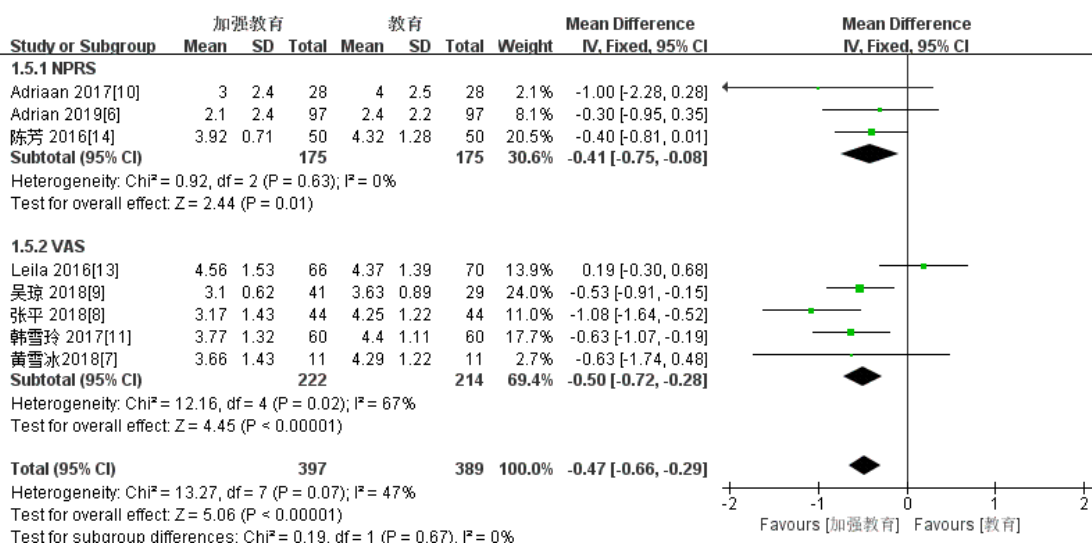 加强教育 教育 Mean Difference Mean Difference
Study or Subgroup Mean SD Total Mean SD Total Weight IV, Fixed, 95% CI IV, Fixed, 95% CI
1.5.1 NPRS
Adriaan 2017[10] 3 2.4 28 4 2.5 28 2.1% -1.00 [-2.28, 0.28]
Adrian 2019[6] 2.1 2.4 97 2.4 2.2 97 8.1% -0.30 [-0.95, 0.35]
陈芳 2016[14] 3.92 0.71 50 4.32 1.28 50 20.5% -0.40 [-0.81, 0.01]
Subtotal (95% CI) 175 175 30.6% -0.41 [-0.75, -0.08]
Heterogeneity: Chi² = 0.92, df = 2 (P = 0.63); I² = 0%
Test for overall effect: Z = 2.44 (P = 0.01)
1.5.2 VAS
Leila 2016[13] 4.56 1.53 66 4.37 1.39 70 13.9% 0.19 [-0.30, 0.68]
吴琼 2018[9] 3.1 0.62 41 3.63 0.89 29 24.0% -0.53 [-0.91, -0.15]
张平 2018[8] 3.17 1.43 44 4.25 1.22 44 11.0% -1.08 [-1.64, -0.52]
韩雪玲 2017[11] 3.77 1.32 60 4.4 1.11 60 17.7% -0.63 [-1.07, -0.19]
黄雪冰2018[7] 3.66 1.43 11 4.29 1.22 11 2.7% -0.63 [-1.74, 0.48]
Subtotal (95% CI) 222 214 69.4% -0.50 [-0.72, -0.28]
Heterogeneity: Chi² = 12.16, df = 4 (P = 0.02); I² = 67%
Test for overall effect: Z = 4.45 (P < 0.00001)
Total (95% CI) 397 389 100.0% -0.47 [-0.66, -0.29]
Heterogeneity: Chi² = 13.27, df = 7 (P = 0.07); I² = 47%
Test for overall effect: Z = 5.06 (P < 0.00001)
Test for subgroup differences: Chi² = 0.19, df = 1 (P = 0.67), I² = 0%
-2 -1 0 1 2
Favours [加强教育] Favours [教育]